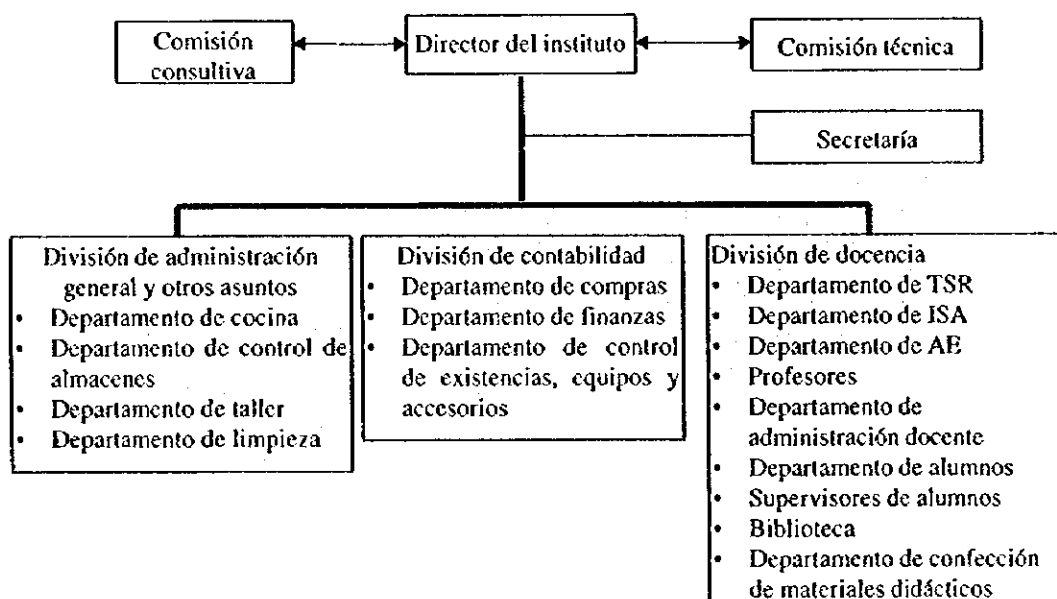 Comisión
consultiva
Director del instituto
Comisión técnica
Secretaría
División de administración
general y otros asuntos
• Departamento de cocina
• Departamento de control de
almacenes
• Departamento de taller
• Departamento de limpieza
División de contabilidad
• Departamento de compras
• Departamento de finanzas
• Departamento de control
de existencias, equipos y
accesorios
División de docencia
• Departamento de TSR
• Departamento de ISA
• Departamento de AE
• Profesores
• Departamento de
administración docente
• Departamento de alumnos
• Supervisores de alumnos
• Biblioteca
• Departamento de confección
de materiales didácticos